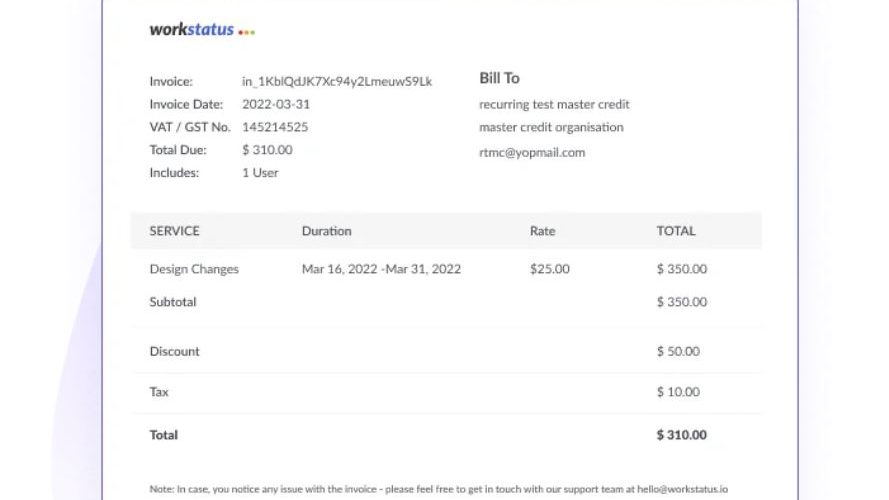 workstatus
Invoice: in_1KblQdJK7Xc94y2LmeuwS9Lk
Invoice Date: 2022-03-31
VAT / GST No. 145214525
Total Due: $ 310.00
Includes: 1 User
Bill To
recurring test master credit
master credit organisation
rtmc@yopmail.com
SERVICE Duration Rate TOTAL
Design Changes Mar 16, 2022 -Mar 31, 2022 $25.00 $ 350.00
Subtotal $ 350.00
Discount $ 50.00
Tax $ 10.00
Total $ 310.00
Note: In case, you notice any issue with the invoice - please feel free to get in touch with our support team at hello@workstatus.io